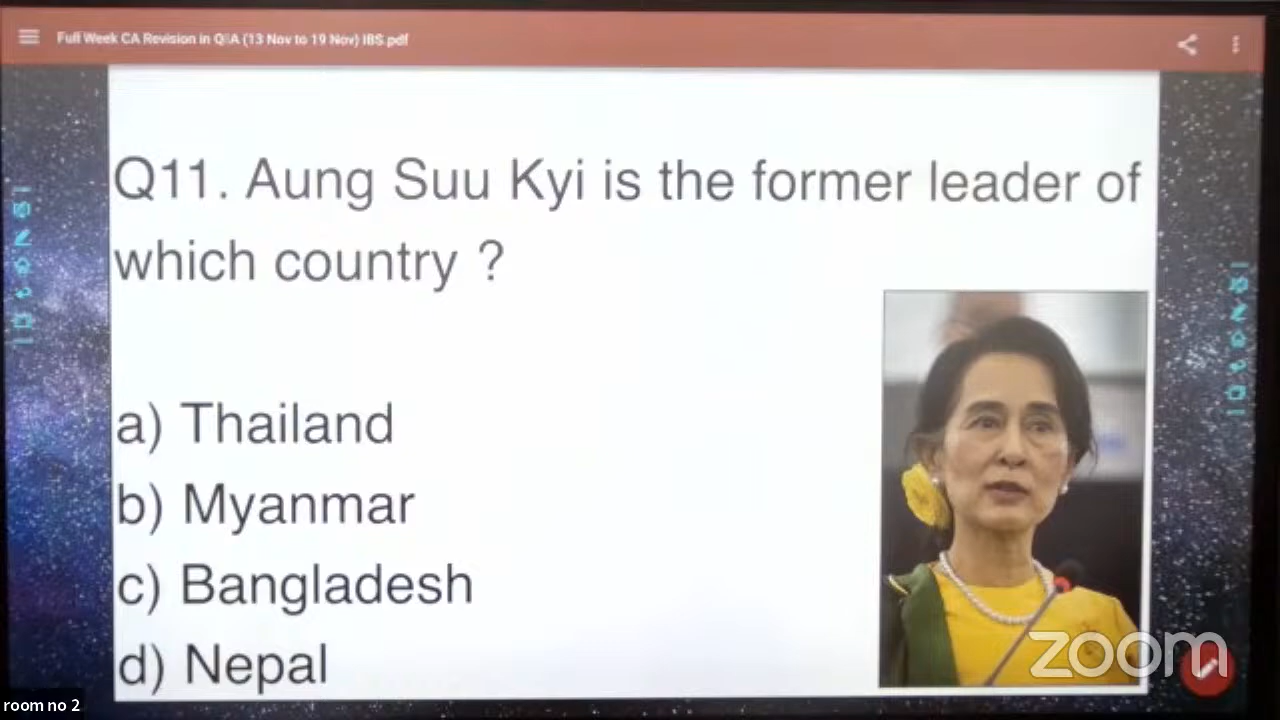 Full Week CA Revision in Q&A (13 Nov to 19 Nov) IBS.pdf
Q11. Aung Suu Kyi is the former leader of
which country ?
a) Thailand
b) Myanmar
c) Bangladesh
d) Nepal
zoom
room no 2